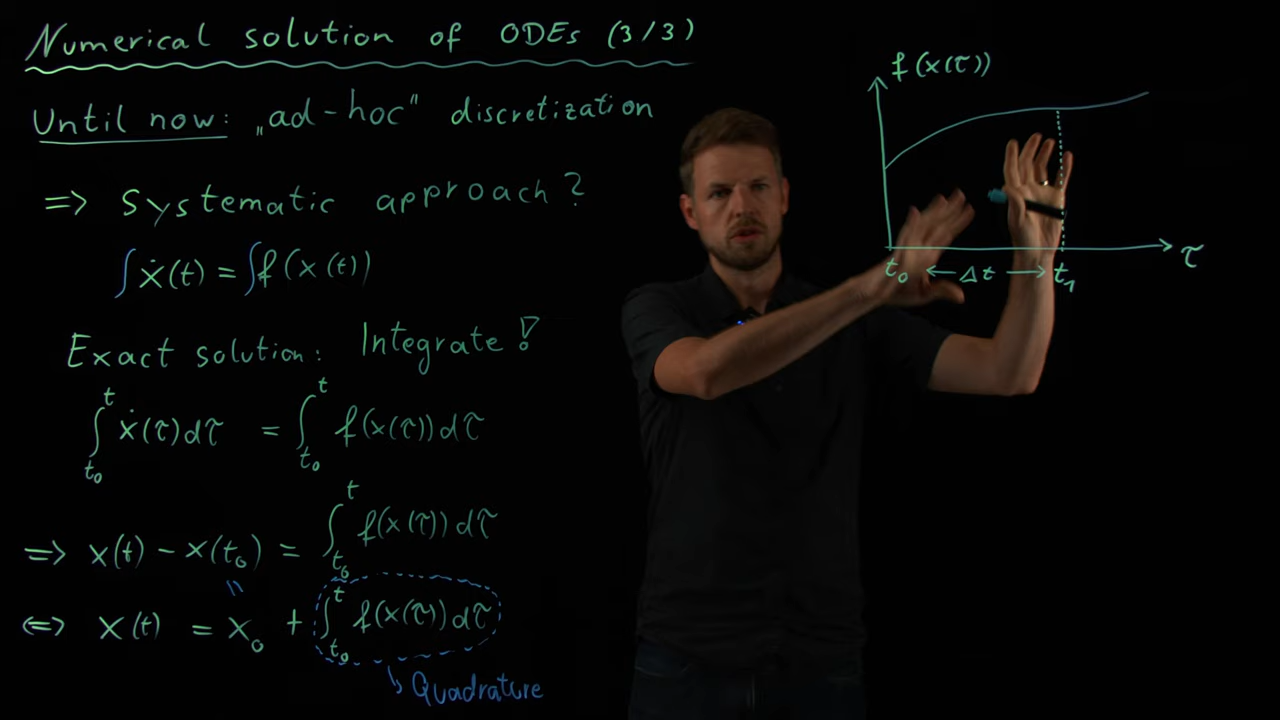 Numerical solution of ODEs (3/3)
Until now: „ad-hoc" discretization
=> Systematic approach?
∫ẋ(t) = ∫f(x(t))
Exact solution: Integrate!
∫_{t₀}^{t} ẋ(τ)dτ = ∫_{t₀}^{t} f(x(τ))dτ
=> x(t) - x(t₀) = ∫_{t₀}^{t} f(x(τ))dτ
"
<=> x(t) = x₀ + ∫_{t₀}^{t} f(x(τ))dτ
↳ Quadrature
f(x(τ))
t₀ ← Δt → t₁
τ